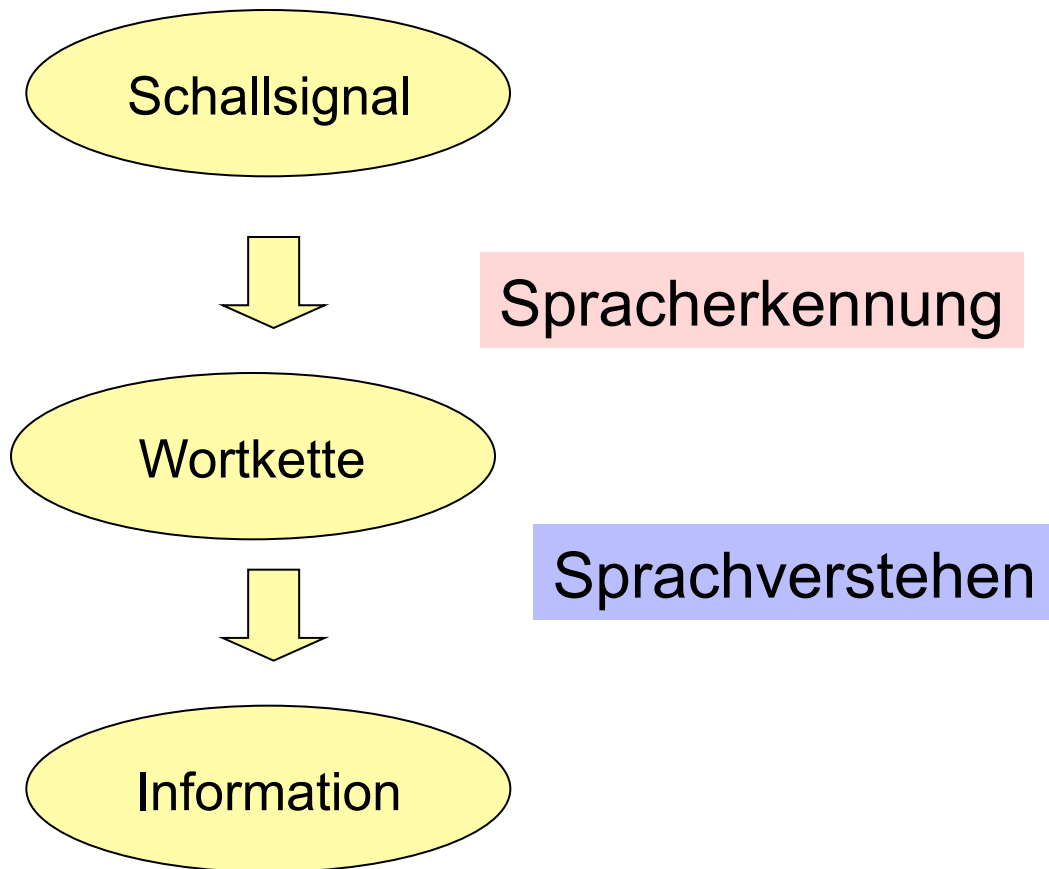 Schallsignal
Spracherkennung
Wortkette
Sprachverstehen
Information